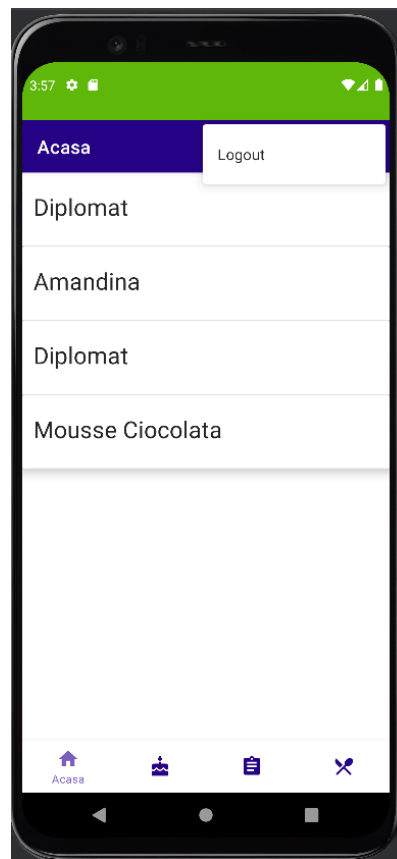 3:57
Acasa
Logout
Diplomat
Amandina
Diplomat
Mousse Ciocolata
Acasa